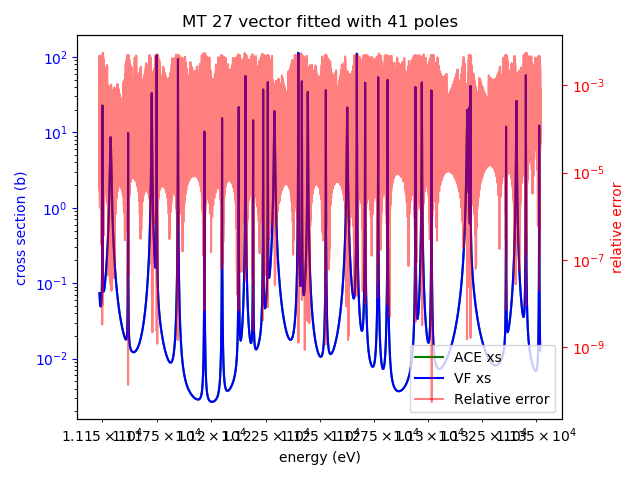 MT 27 vector fitted with 41 poles
10²
10¹
10⁰
10⁻¹
10⁻²
cross section (b)
10⁻³
10⁻⁵
10⁻⁷
10⁻⁹
relative error
ACE xs
VF xs
Relative error
energy (eV)